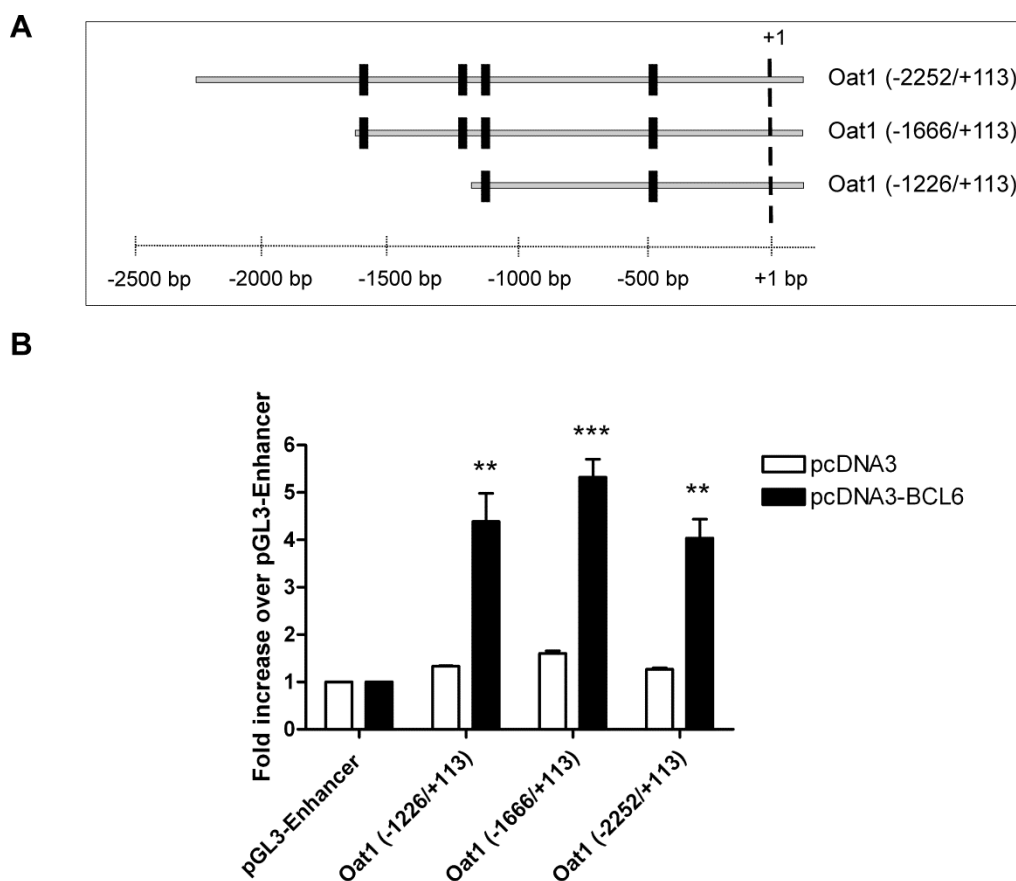 A
+1
Oat1 (-2252/+113)
Oat1 (-1666/+113)
Oat1 (-1226/+113)
-2500 bp -2000 bp -1500 bp -1000 bp -500 bp +1 bp
B
Fold increase over pGL3-Enhancer
6
5
4
3
2
1
0
** *** **
pcDNA3
pcDNA3-BCL6
pGL3-Enhancer
Oat1 (-1226/+113)
Oat1 (-1666/+113)
Oat1 (-2252/+113)